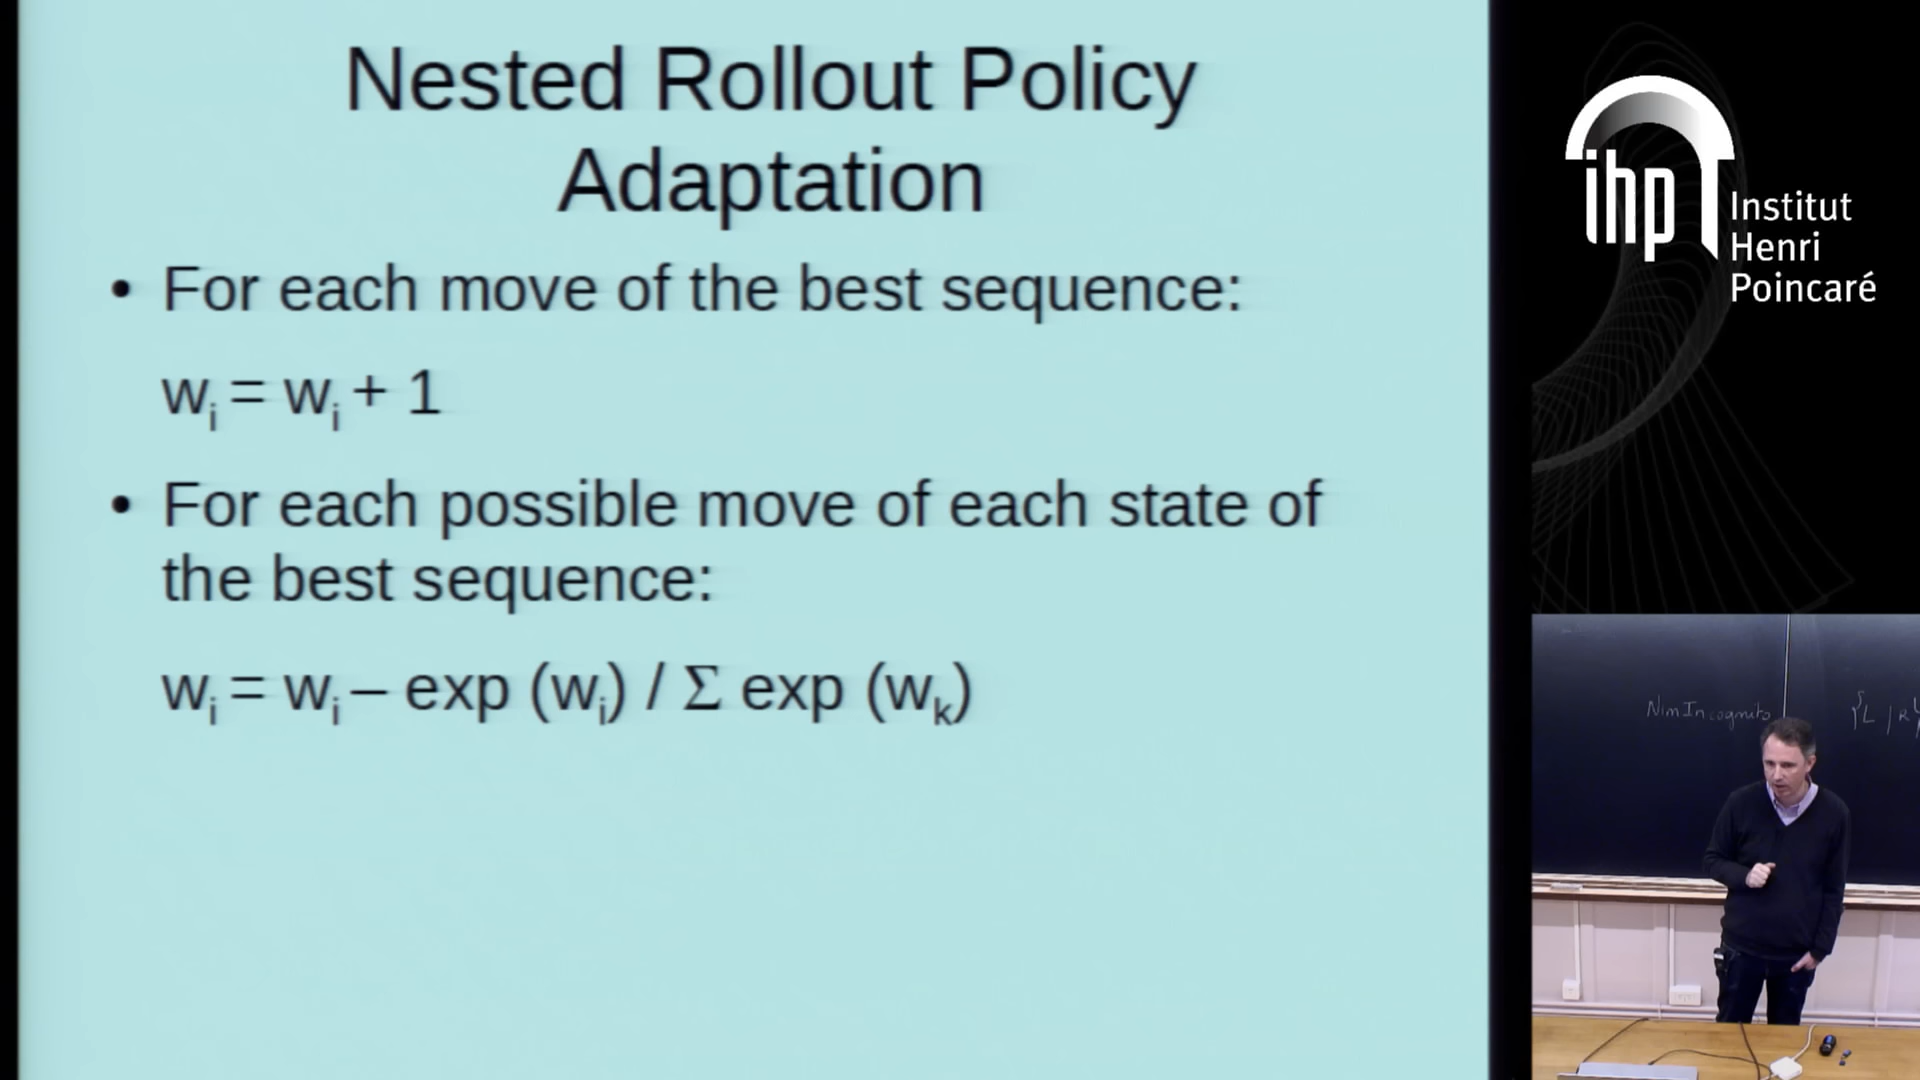 Nested Rollout Policy
Adaptation
• For each move of the best sequence:
wᵢ = wᵢ + 1
• For each possible move of each state of
the best sequence:
wᵢ = wᵢ – exp (wᵢ) / Σ exp (wₖ)
ihp
Institut
Henri
Poincaré
NimIncognito